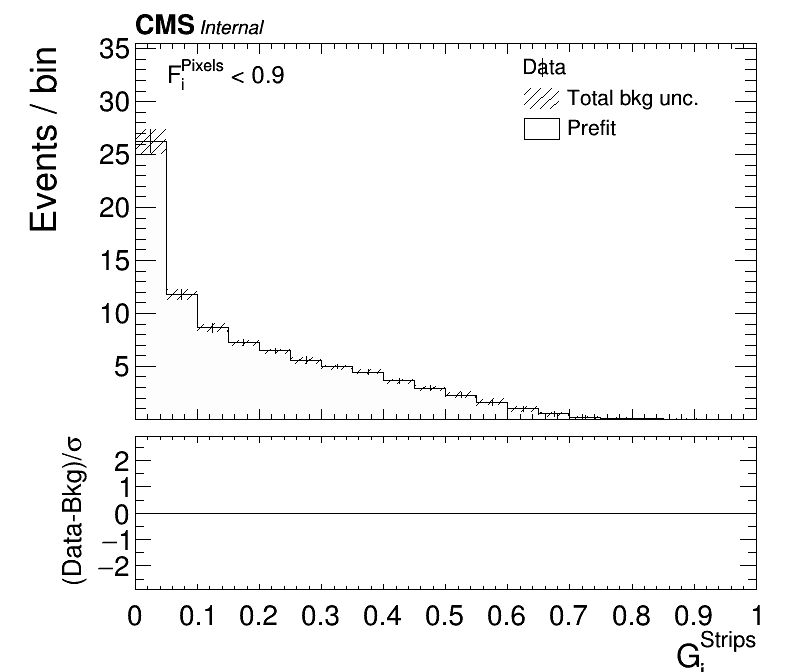 CMS Internal
F_i^Pixels < 0.9
Data
Total bkg unc.
Prefit
Events / bin
35
30
25
20
15
10
5
(Data-Bkg)/σ
2
1
0
−1
−2
0 0.1 0.2 0.3 0.4 0.5 0.6 0.7 0.8 0.9 1
G_i^Strips